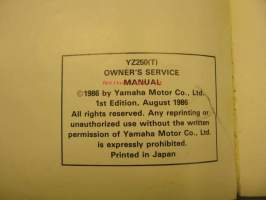 YZ250(T)
OWNER'S SERVICE
MANUAL
©1986 by Yamaha Motor Co., Ltd.
1st Edition, August 1986
All rights reserved. Any reprinting or
unauthorized use without the written
permission of Yamaha Motor Co., Ltd.
is expressly prohibited.
Printed in Japan